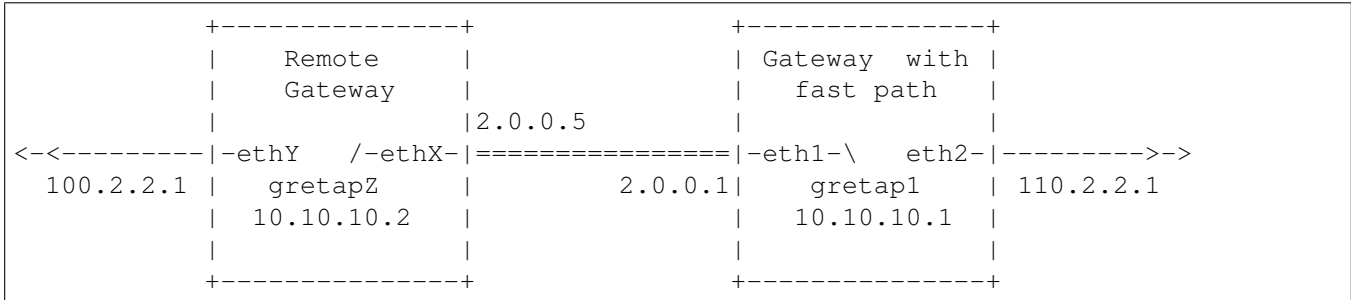 +--------------+ +--------------+
| Remote | | Gateway with |
| Gateway | | fast path |
| |2.0.0.5 | |
<-<---------|-ethY /-ethX-|================|-eth1-\ eth2-|--------->->
100.2.2.1 | gretapZ | 2.0.0.1| gretap1 | 110.2.2.1
| 10.10.10.2 | | 10.10.10.1 |
| | | |
+--------------+ +--------------+